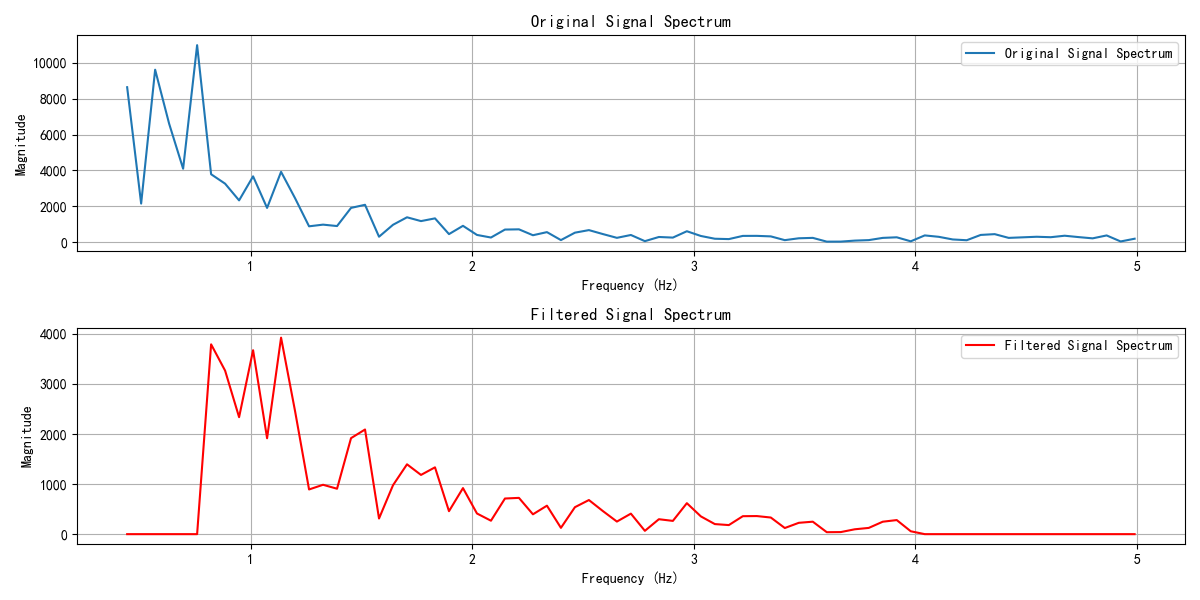 Original Signal Spectrum
Original Signal Spectrum
10000
8000
6000
4000
2000
0
Magnitude
1 2 3 4 5
Frequency (Hz)
Filtered Signal Spectrum
Filtered Signal Spectrum
4000
3000
2000
1000
0
Magnitude
1 2 3 4 5
Frequency (Hz)